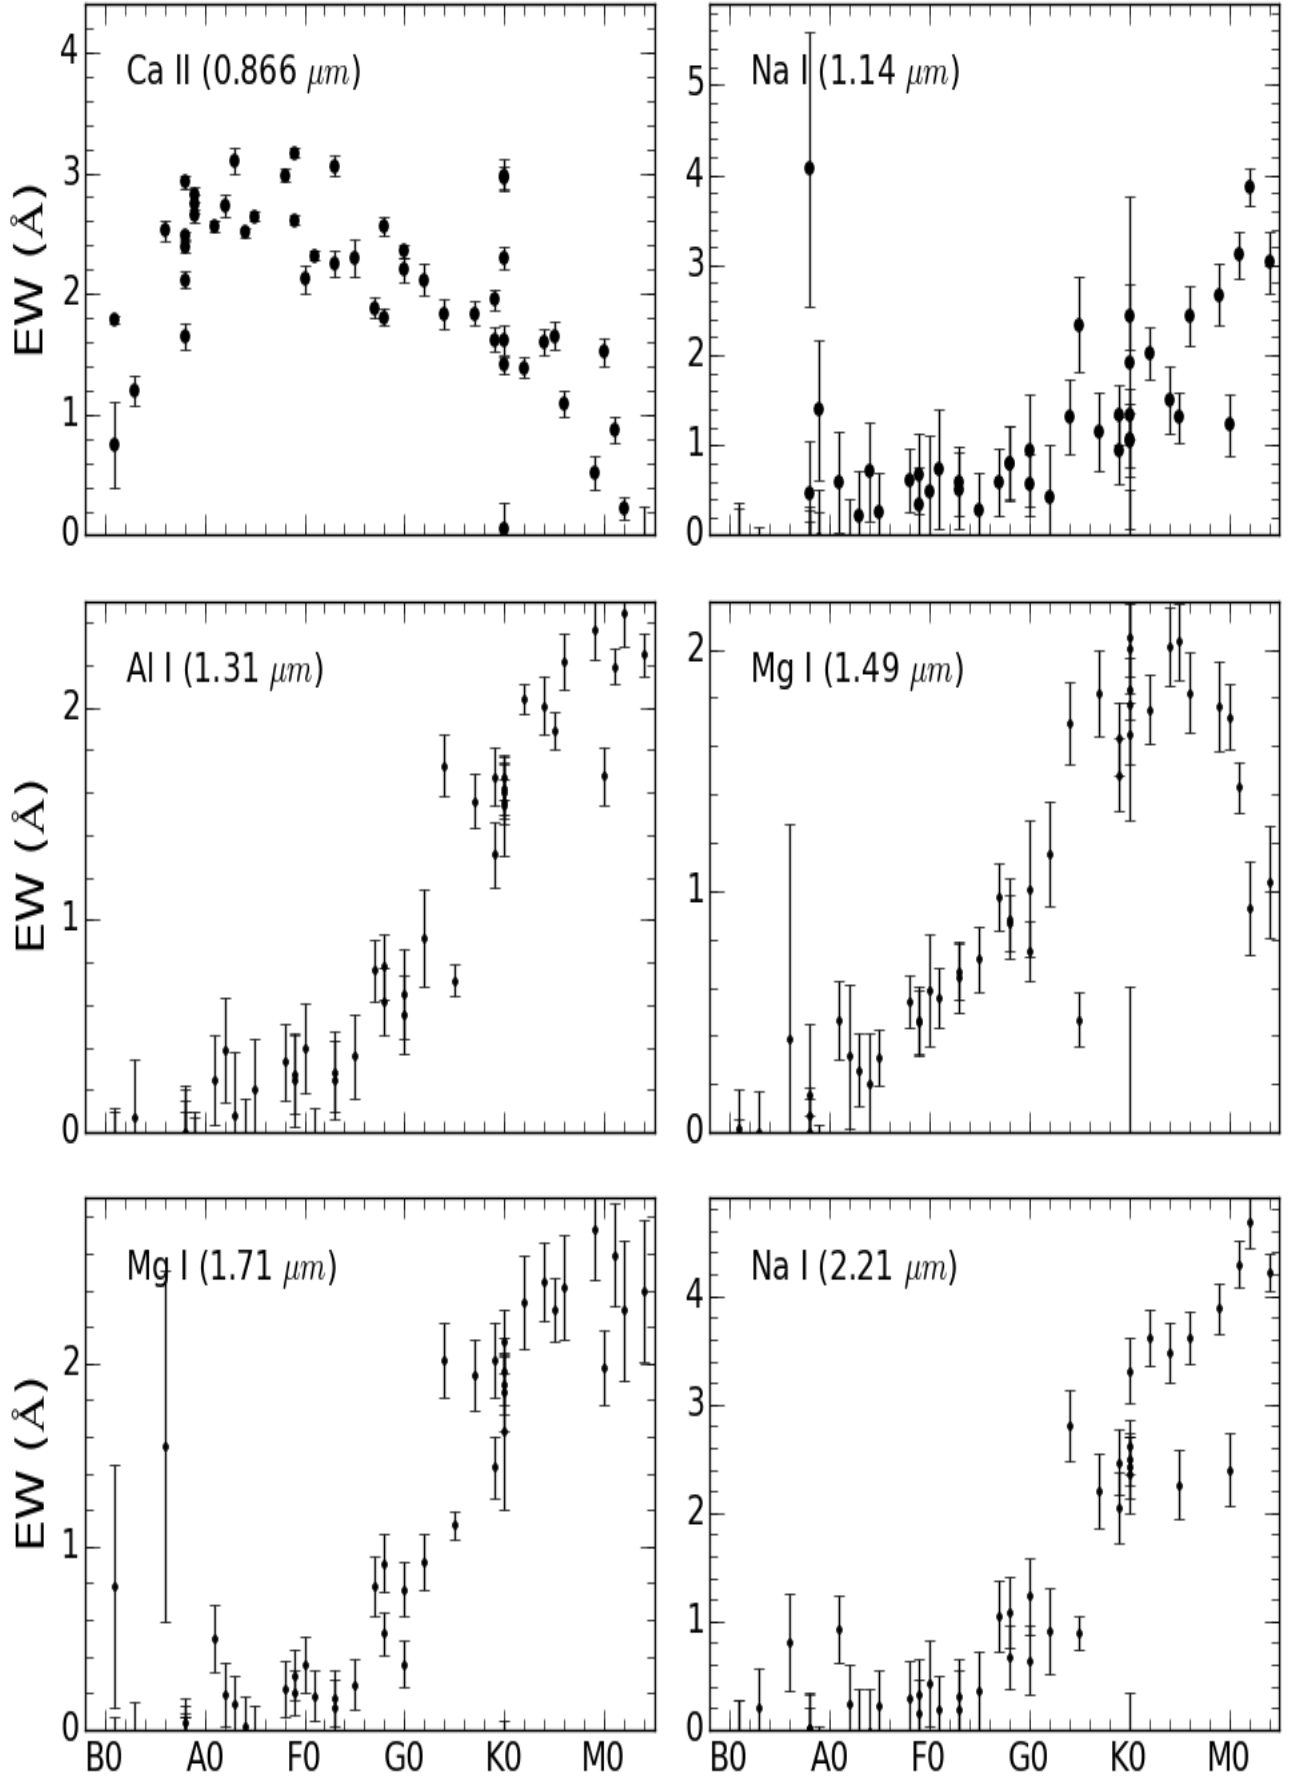 Ca II (0.866 μm)
Na I (1.14 μm)
EW (Å)
4
3
2
1
0
5
4
3
2
1
0
Al I (1.31 μm)
Mg I (1.49 μm)
EW (Å)
2
1
0
2
1
0
Mg I (1.71 μm)
Na I (2.21 μm)
EW (Å)
2
1
0
4
3
2
1
0
B0 A0 F0 G0 K0 M0
B0 A0 F0 G0 K0 M0